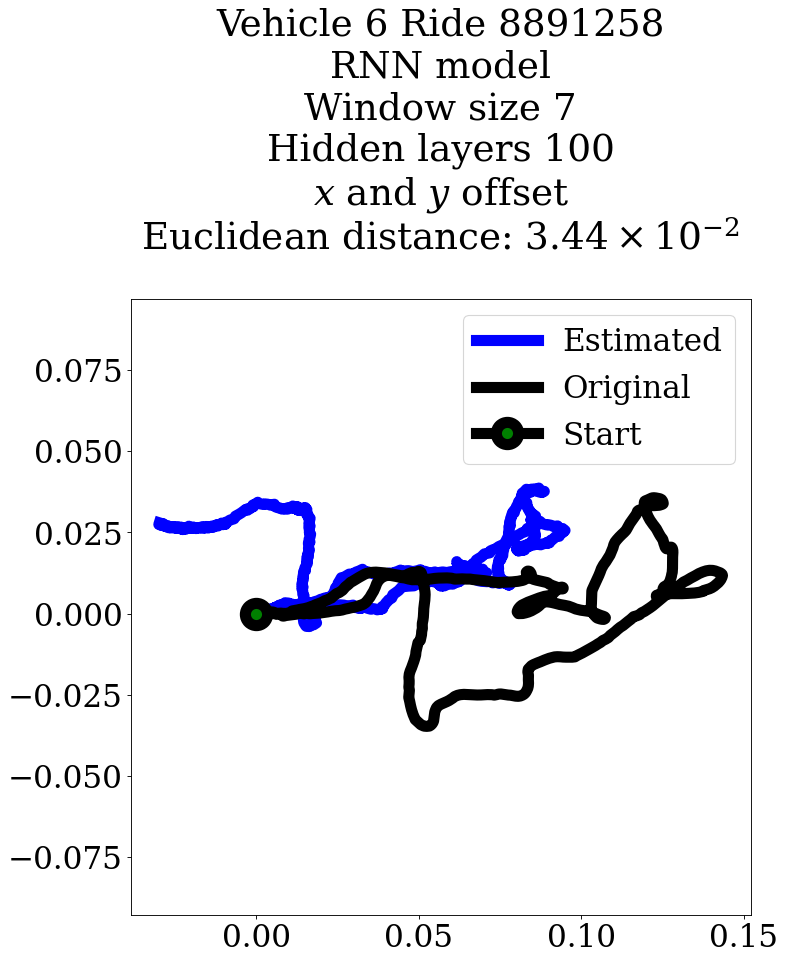 Vehicle 6 Ride 8891258
RNN model
Window size 7
Hidden layers 100
x and y offset
Euclidean distance: 3.44 × 10⁻²
Estimated
Original
Start
0.075
0.050
0.025
0.000
−0.025
−0.050
−0.075
0.00 0.05 0.10 0.15